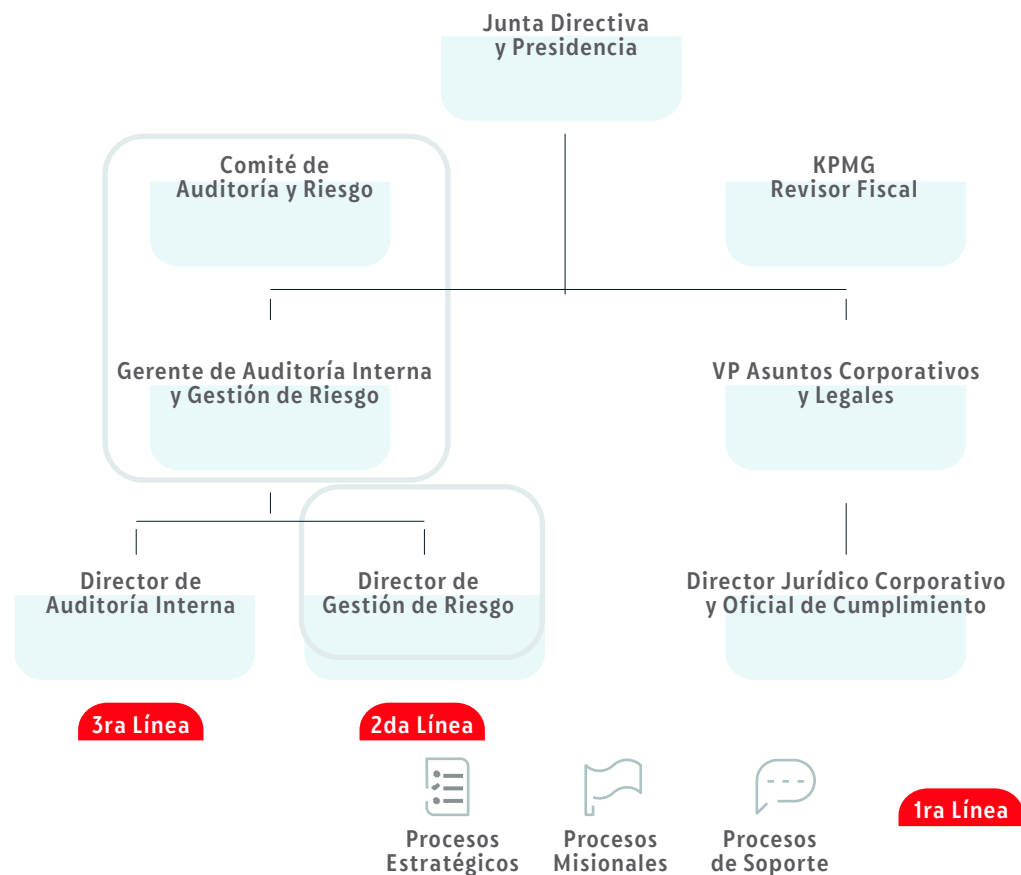 Junta Directiva
y Presidencia
Comité de
Auditoría y Riesgo
KPMG
Revisor Fiscal
Gerente de Auditoría Interna
y Gestión de Riesgo
VP Asuntos Corporativos
y Legales
Director de
Auditoría Interna
Director de
Gestión de Riesgo
Director Jurídico Corporativo
y Oficial de Cumplimiento
3ra Línea
2da Línea
1ra Línea
Procesos
Estratégicos
Procesos
Misionales
Procesos
de Soporte